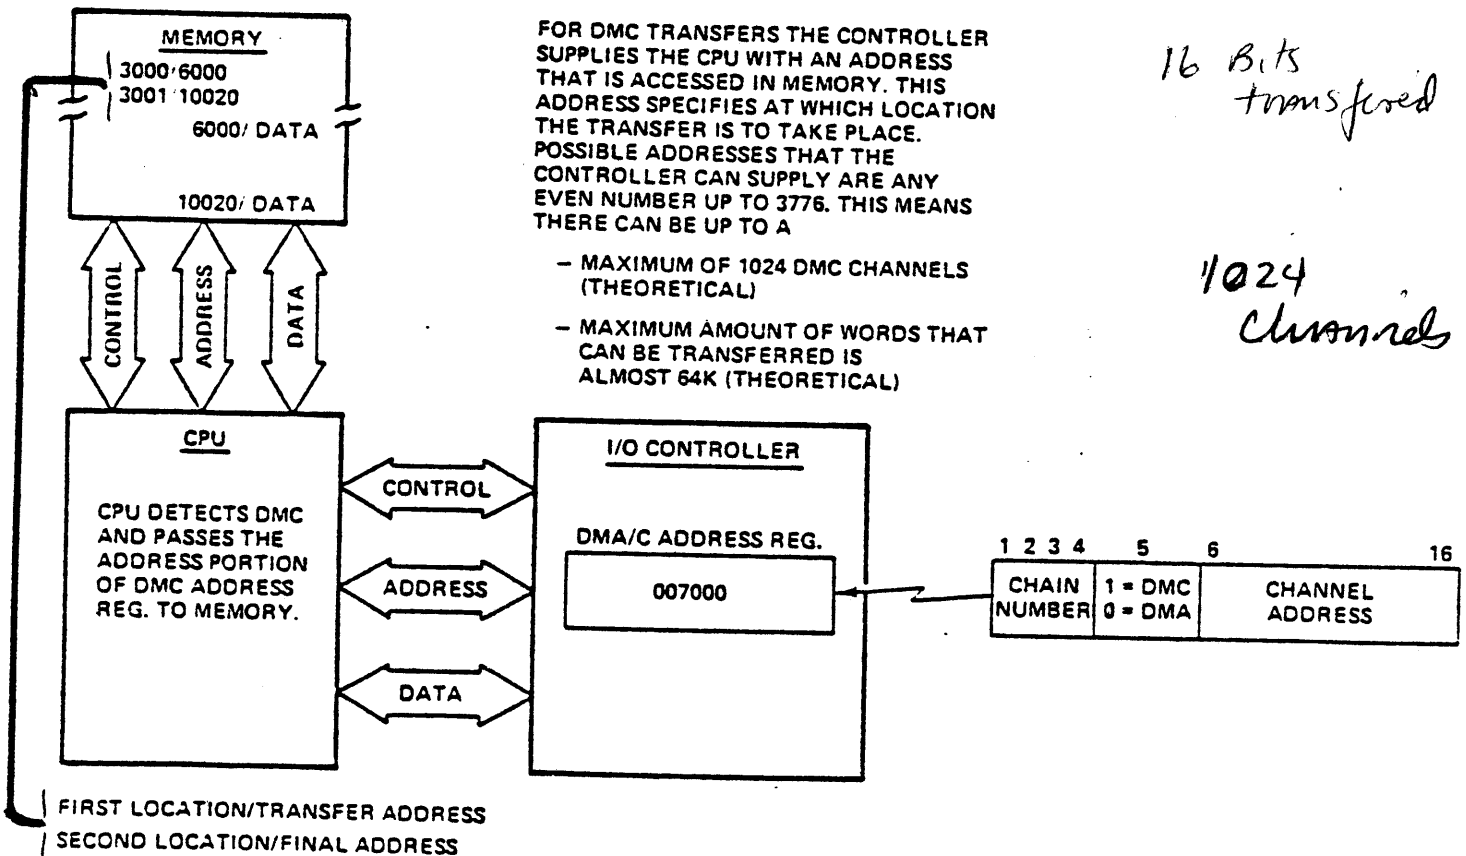 MEMORY
3000/6000
3001/10020
6000/ DATA
10020/ DATA
FOR DMC TRANSFERS THE CONTROLLER
SUPPLIES THE CPU WITH AN ADDRESS
THAT IS ACCESSED IN MEMORY. THIS
ADDRESS SPECIFIES AT WHICH LOCATION
THE TRANSFER IS TO TAKE PLACE.
POSSIBLE ADDRESSES THAT THE
CONTROLLER CAN SUPPLY ARE ANY
EVEN NUMBER UP TO 3776. THIS MEANS
THERE CAN BE UP TO A
– MAXIMUM OF 1024 DMC CHANNELS
(THEORETICAL)
– MAXIMUM AMOUNT OF WORDS THAT
CAN BE TRANSFERRED IS
ALMOST 64K (THEORETICAL)
16 Bits
transfered
1024
Channels
CONTROL
ADDRESS
DATA
CPU
CPU DETECTS DMC
AND PASSES THE
ADDRESS PORTION
OF DMC ADDRESS
REG. TO MEMORY.
CONTROL
ADDRESS
DATA
I/O CONTROLLER
DMA/C ADDRESS REG.
007000
1 2 3 4 5 6 16
CHAIN NUMBER
1 = DMC
0 = DMA
CHANNEL ADDRESS
FIRST LOCATION/TRANSFER ADDRESS
SECOND LOCATION/FINAL ADDRESS